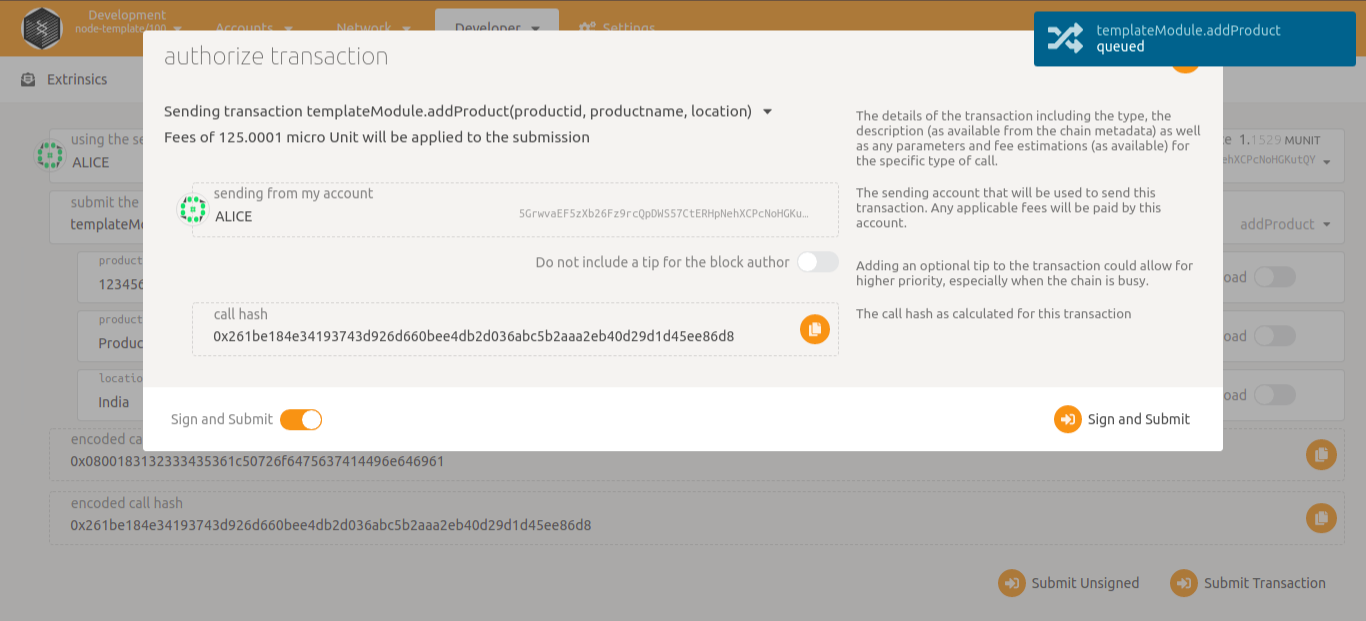 Development
node-template/100
Accounts
Network
Developer
Settings
templateModule.addProduct
queued
Extrinsics
authorize transaction
Sending transaction templateModule.addProduct(productid, productname, location)
Fees of 125.0001 micro Unit will be applied to the submission
The details of the transaction including the type, the
description (as available from the chain metadata) as well
as any parameters and fee estimations (as available) for
the specific type of call.
using the se
ALICE
1.1529 MUNIT
ehXCPcNoHGKutQY
sending from my account
ALICE
5GrwvaEF5zXb26Fz9rcQpDWS57CtERHpNehXCPcNoHGKu...
The sending account that will be used to send this
transaction. Any applicable fees will be paid by this
account.
submit the
templateMo
addProduct
Do not include a tip for the block author
Adding an optional tip to the transaction could allow for
higher priority, especially when the chain is busy.
product
123456
oad
call hash
0x261be184e34193743d926d660bee4db2d036abc5b2aaa2eb40d29d1d45ee86d8
The call hash as calculated for this transaction
product
Produc
oad
locatio
India
oad
Sign and Submit
Sign and Submit
encoded ca
0x0800183132333435361c50726f6475637414496e646961
encoded call hash
0x261be184e34193743d926d660bee4db2d036abc5b2aaa2eb40d29d1d45ee86d8
Submit Unsigned
Submit Transaction